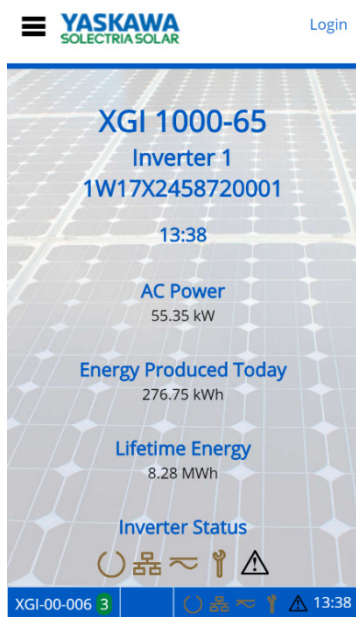 YASKAWA
SOLECTRIA SOLAR
Login
XGI 1000-65
Inverter 1
1W17X2458720001
13:38
AC Power
55.35 kW
Energy Produced Today
276.75 kWh
Lifetime Energy
8.28 MWh
Inverter Status
XGI-00-006 3 13:38